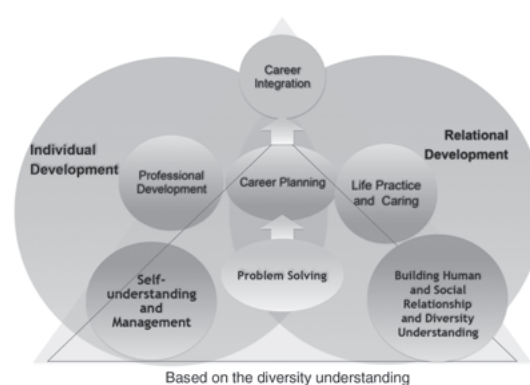 Career
Integration
Individual
Development
Relational
Development
Professional
Development
Career Planning
Life Practice
and Caring
Self-
understanding
and
Management
Problem Solving
Building Human
and Social
Relationship
and Diversity
Understanding
Based on the diversity understanding